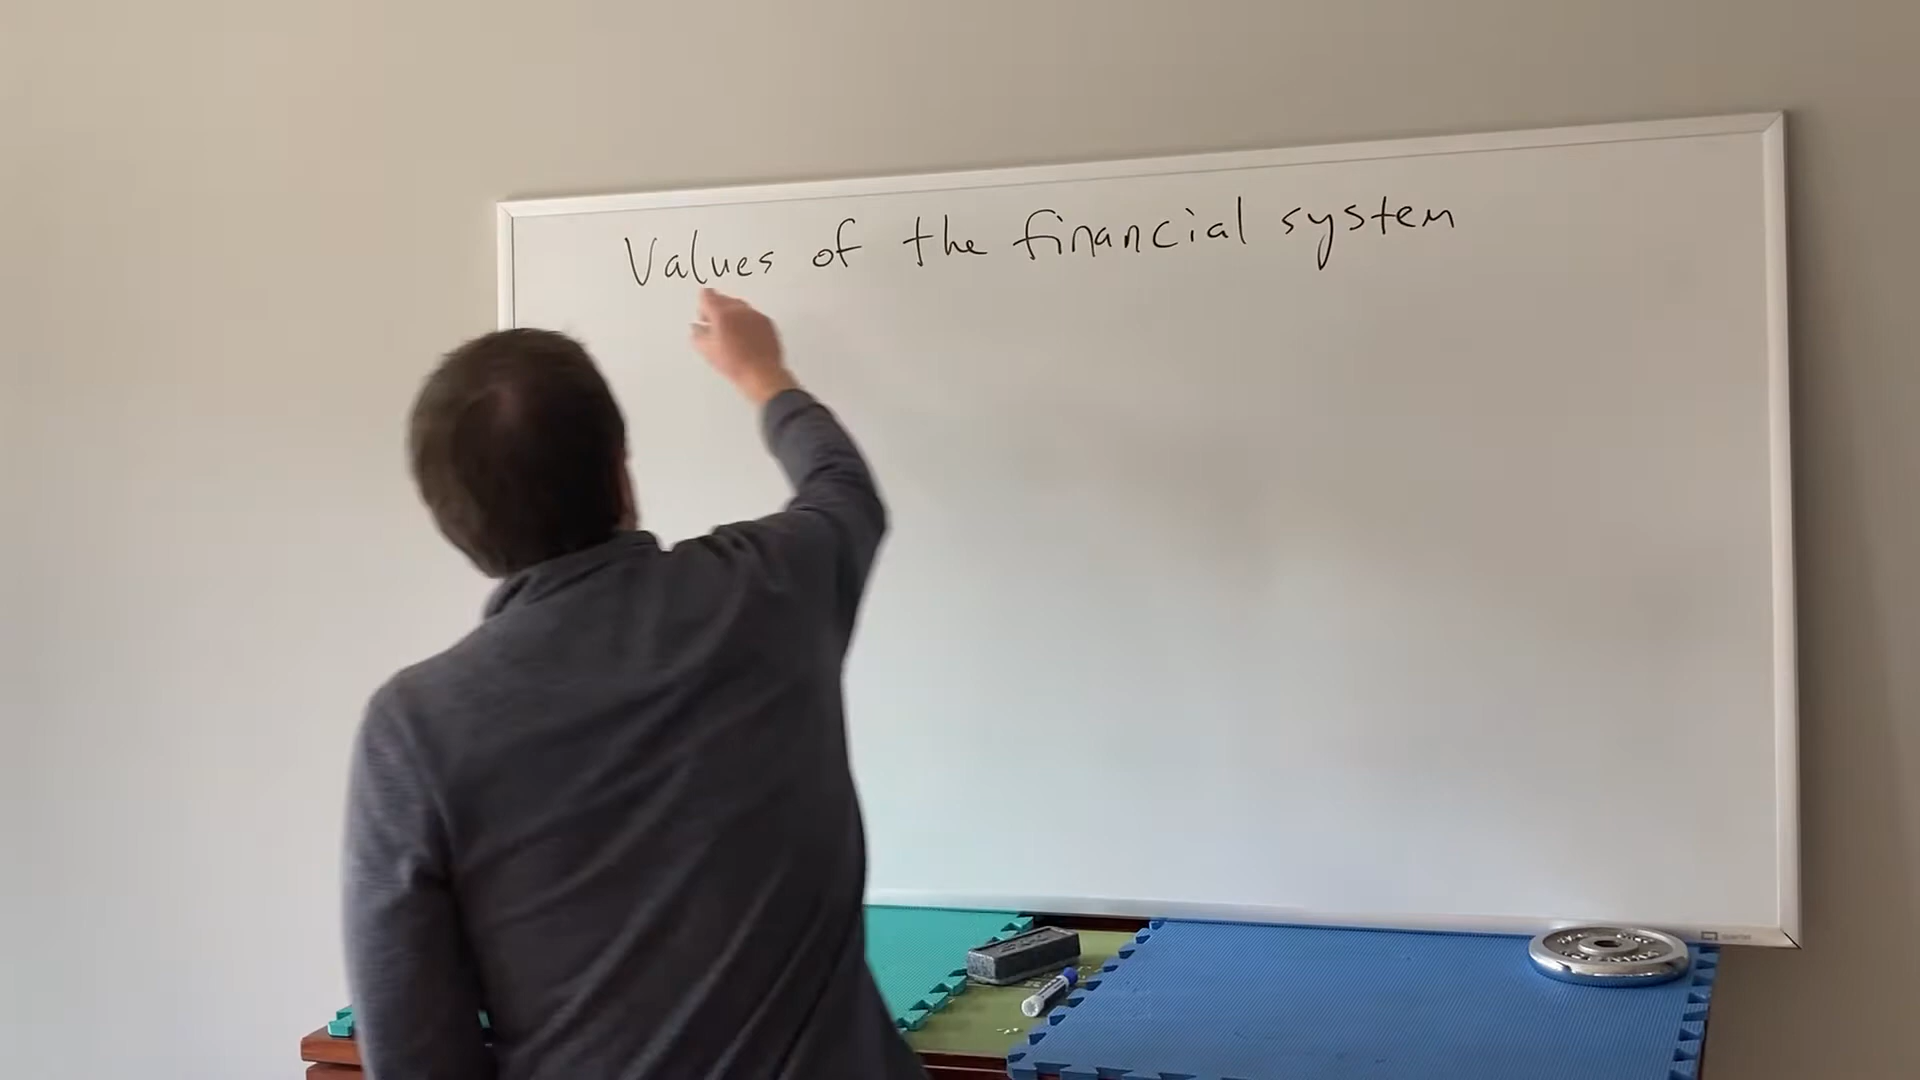 Values of the financial system